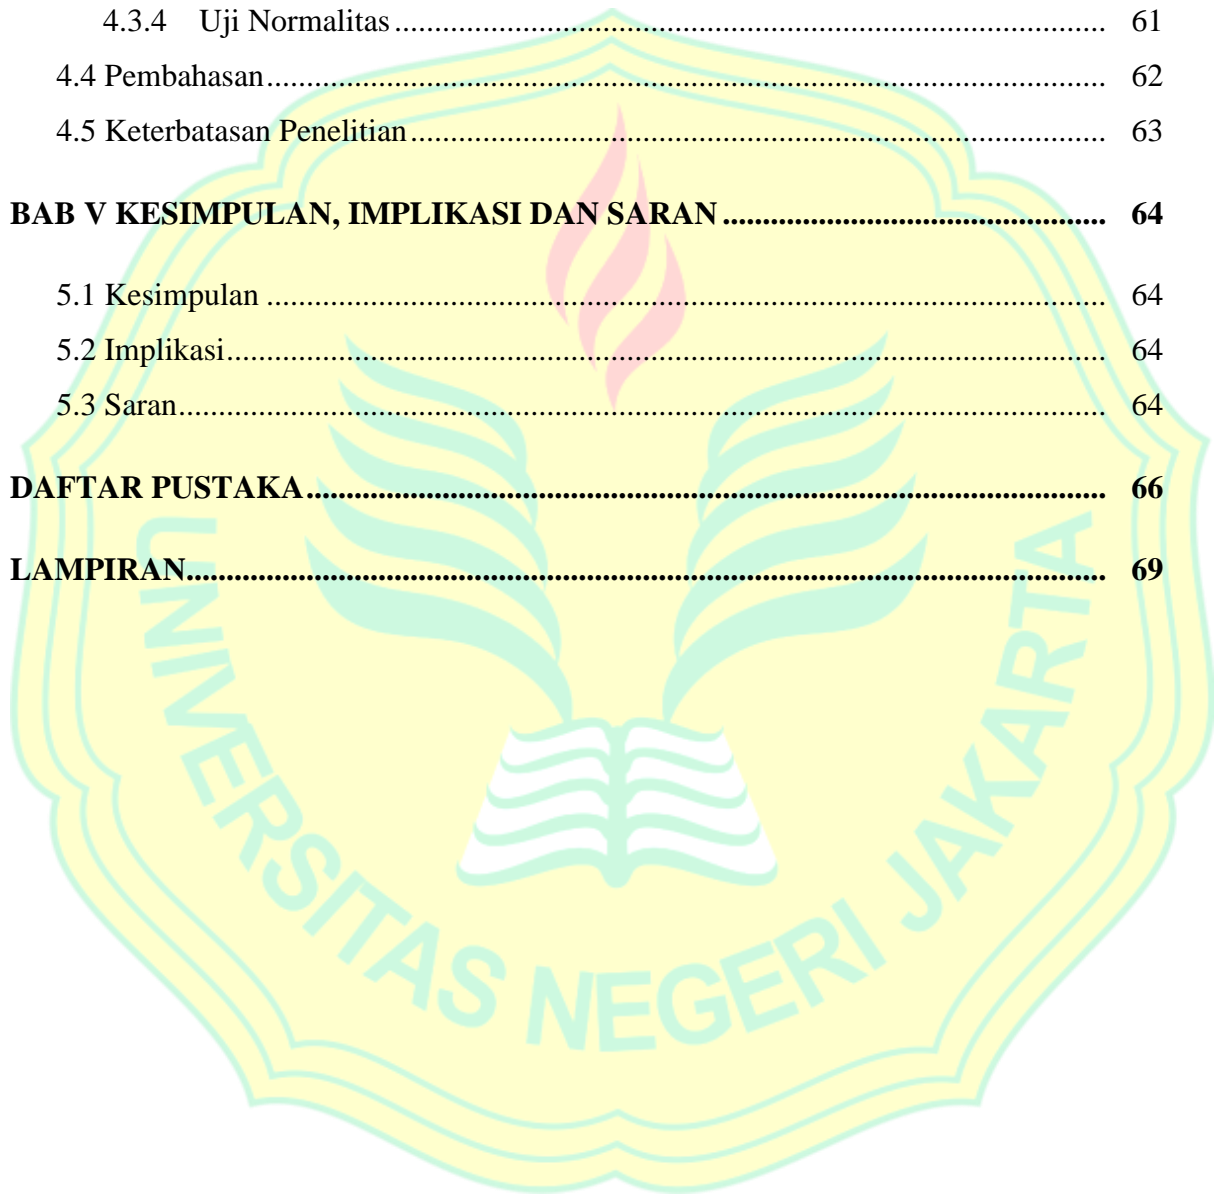 4.3.4 Uji Normalitas ........................................ 61
4.4 Pembahasan ........................................ 62
4.5 Keterbatasan Penelitian ........................................ 63
BAB V KESIMPULAN, IMPLIKASI DAN SARAN ........................................ 64
5.1 Kesimpulan ........................................ 64
5.2 Implikasi ........................................ 64
5.3 Saran ........................................ 64
DAFTAR PUSTAKA ........................................ 66
LAMPIRAN ........................................ 69
UNIVERSITAS NEGERI JAKARTA